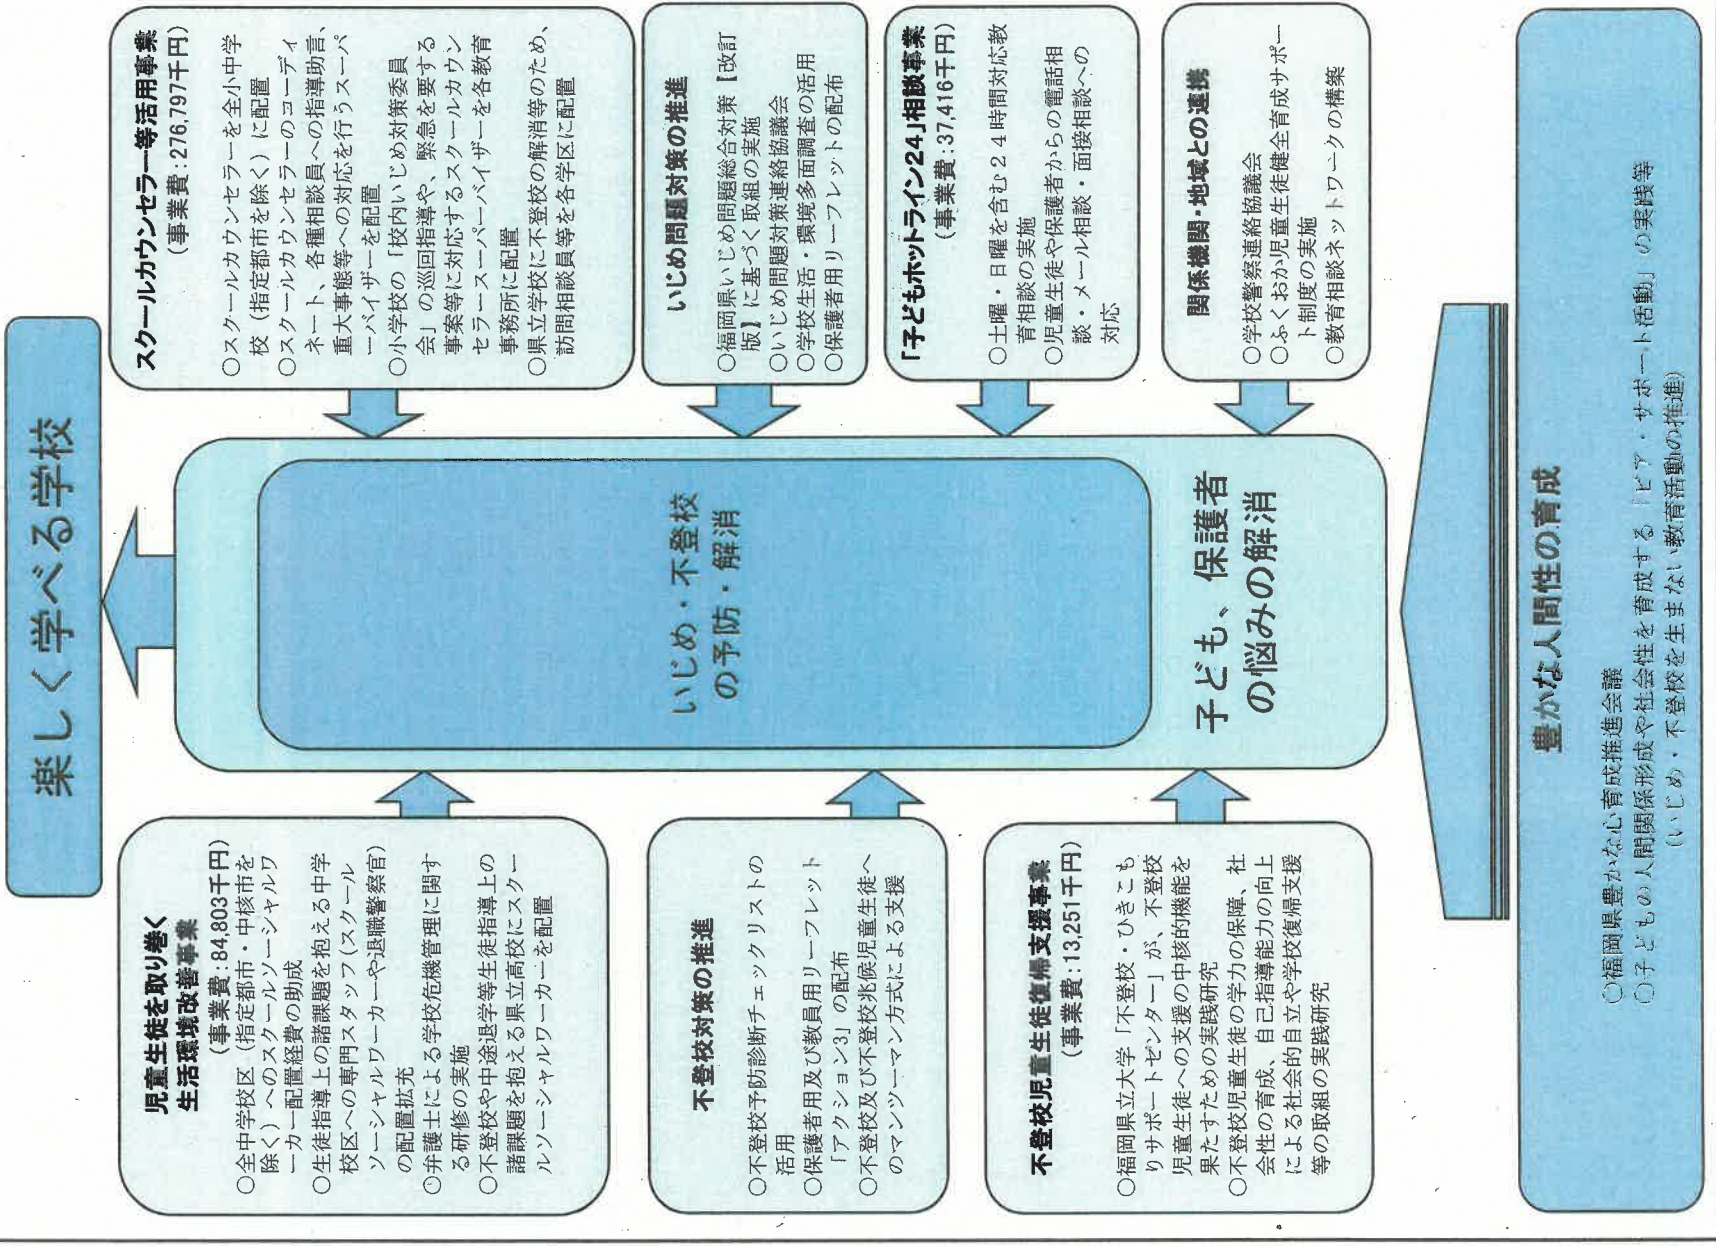 楽しく学べる学校
児童生徒を取り巻く
生活環境改善事業
(事業費:84,803千円)
○全中学校区(指定都市・中核市を
除く)へのスクールソーシャルワ
ーカー配置経費の助成
○生徒指導上の諸課題を抱える中学
校区への専門スタッフ(スクール
ソーシャルワーカーや退職警察官)
の配置拡充
○弁護士による学校危機管理に関す
る研修の実施
○不登校や中途退学等生徒指導上の
諸課題を抱える県立高校にスクー
ルソーシャルワーカーを配置
不登校対策の推進
○不登校予防診断チェックリストの
活用
○保護者用及び教員用リーフレット
「アクション3」の配布
○不登校及び不登校兆候児童生徒へ
のマンツーマン方式による支援
不登校児童生徒復帰支援事業
(事業費:13,251千円)
○福岡県立大学「不登校・ひきこも
りサポートセンター」が、不登校
児童生徒への支援の中核的機能を
果たすための実践研究
○不登校児童生徒の学力の保障、社
会性の育成、自己指導能力の向上
による社会的自立や学校復帰支援
等の取組の実践研究
いじめ・不登校
の予防・解消
子ども、保護者
の悩みの解消
スクールカウンセラー等活用事業
(事業費:276,797千円)
○スクールカウンセラーを全小中学
校(指定都市を除く)に配置
○スクールカウンセラーのコーディ
ネート、各種相談員への指導助言、
重大事態等への対応を行うスーパ
ーバイザーを配置
○小学校の「校内いじめ対策委員
会」の巡回指導や、緊急を要する
事案等に対応するスクールカウン
セラースーパーバイザーを各教育
事務所に配置
○県立学校に不登校の解消等のため、
訪問相談員等を各学区に配置
いじめ問題対策の推進
○福岡県いじめ問題総合対策【改訂
版】に基づく取組の実施
○いじめ問題対策連絡協議会
○学校生活・環境多面調査の活用
○保護者用リーフレットの配布
「子どもホットライン24」相談事業
(事業費:37,416千円)
○土曜・日曜を含む24時間対応教
育相談の実施
○児童生徒や保護者からの電話相
談・メール相談・面接相談への
対応
関係機関・地域との連携
○学校警察連絡協議会
○ふくおか児童生徒健全育成サポー
ト制度の実施
○教育相談ネットワークの構築
豊かな人間性の育成
○福岡県豊かな心育成推進会議
○子どもの人間関係形成や社会性を育成する「ピア・サポート活動」の実践等
(いじめ・不登校を生まない教育活動の推進)